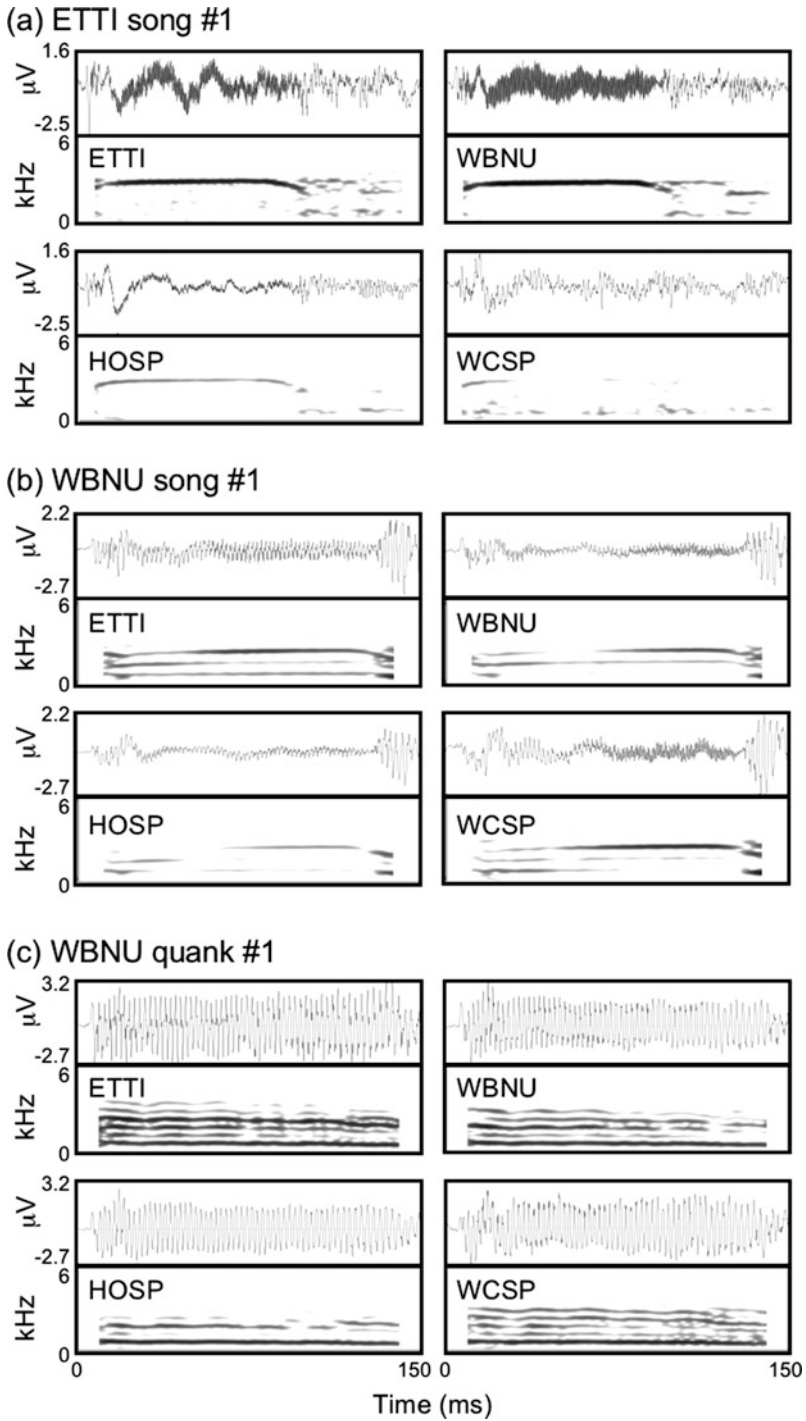 (a) ETTI song #1
1.6 μV -2.5
6 kHz 0
ETTI
WBNU
1.6 μV -2.5
6 kHz 0
HOSP
WCSP
(b) WBNU song #1
2.2 μV -2.7
6 kHz 0
ETTI
WBNU
2.2 μV -2.7
6 kHz 0
HOSP
WCSP
(c) WBNU quank #1
3.2 μV -2.7
6 kHz 0
ETTI
WBNU
3.2 μV -2.7
6 kHz 0
HOSP
WCSP
0 150 0 150
Time (ms)